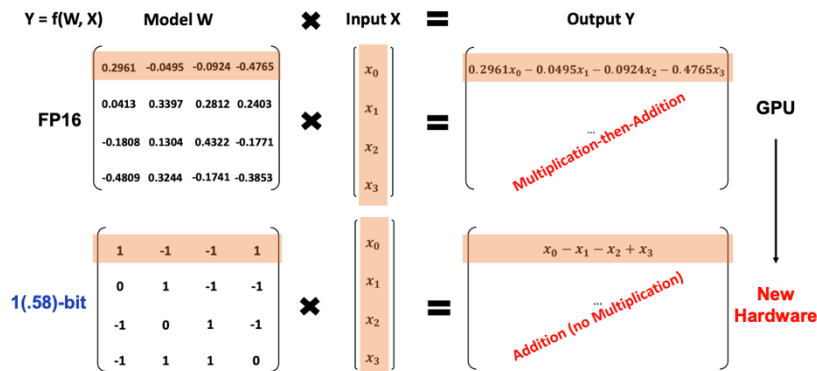 Y = f(W, X) Model W ✖ Input X = Output Y
0.2961 -0.0495 -0.0924 -0.4765
0.0413 0.3397 0.2812 0.2403
-0.1808 0.1304 0.4322 -0.1771
-0.4809 0.3244 -0.1741 -0.3853
FP16
✖
x₀
x₁
x₂
x₃
=
0.2961x₀ − 0.0495x₁ − 0.0924x₂ − 0.4765x₃
...
Multiplication-then-Addition
GPU
1 -1 -1 1
0 1 -1 -1
-1 0 1 -1
-1 1 1 0
1(.58)-bit
✖
x₀
x₁
x₂
x₃
=
x₀ − x₁ − x₂ + x₃
...
Addition (no Multiplication)
New
Hardware